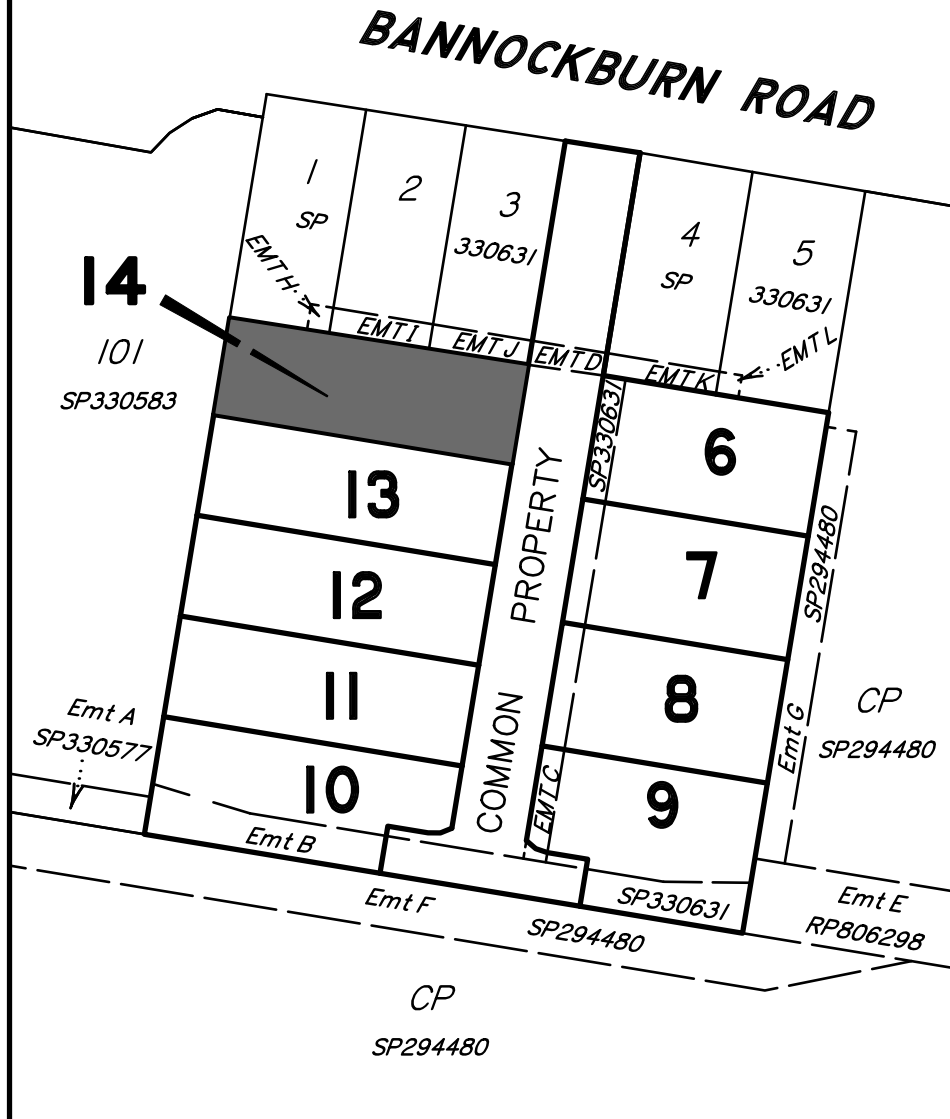 BANNOCKBURN ROAD
1
SP
2
3
330631
4
SP
5
330631
EMT H
EMT I
EMT J
EMT D
EMT K
EMT L
14
101
SP330583
SP330631
6
13
PROPERTY
7
SP294480
12
8
11
COMMON
CP
SP294480
Emt A
SP330577
Emt G
10
EMT C
9
Emt B
Emt F
SP330631
Emt E
RP806298
SP294480
CP
SP294480